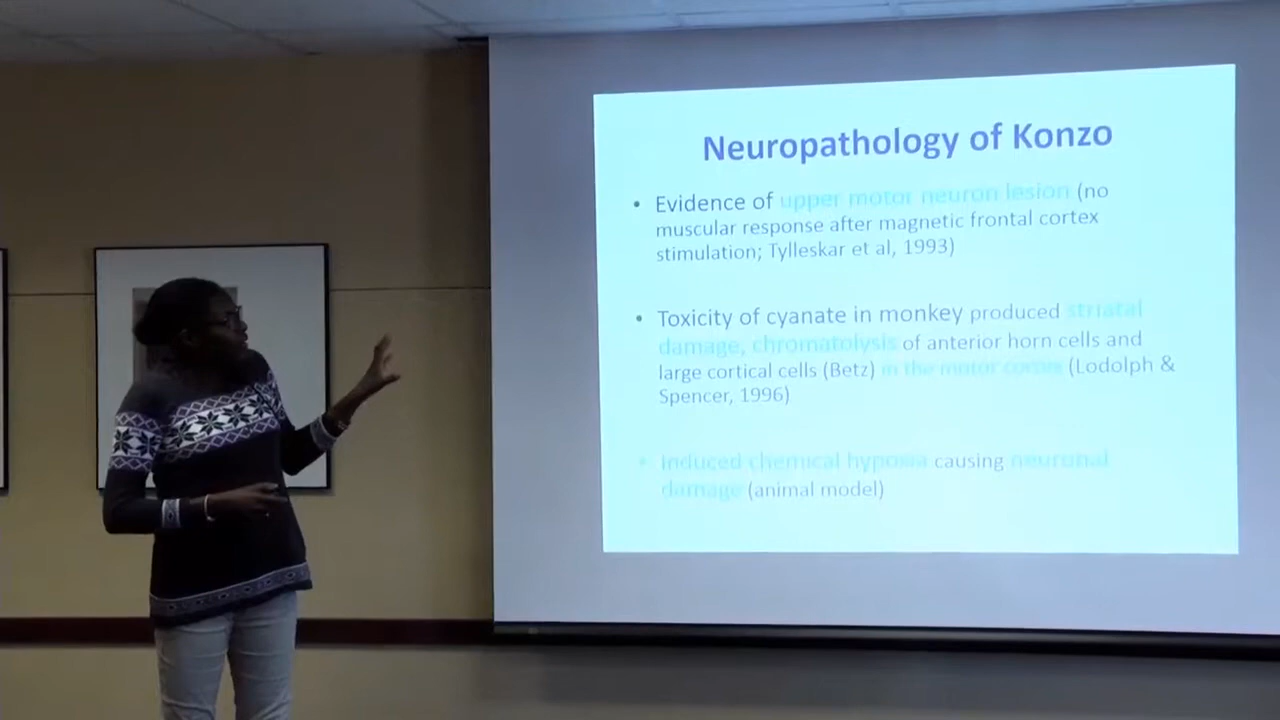 Neuropathology of Konzo
• Evidence of upper motor neuron lesion (no
muscular response after magnetic frontal cortex
stimulation; Tylleskar et al, 1993)
• Toxicity of cyanate in monkey produced striatal
damage, chromatolysis of anterior horn cells and
large cortical cells (Betz) in the motor cortex (Lodolph &
Spencer, 1996)
• Induced chemical hypoxia causing neuronal
damage (animal model)